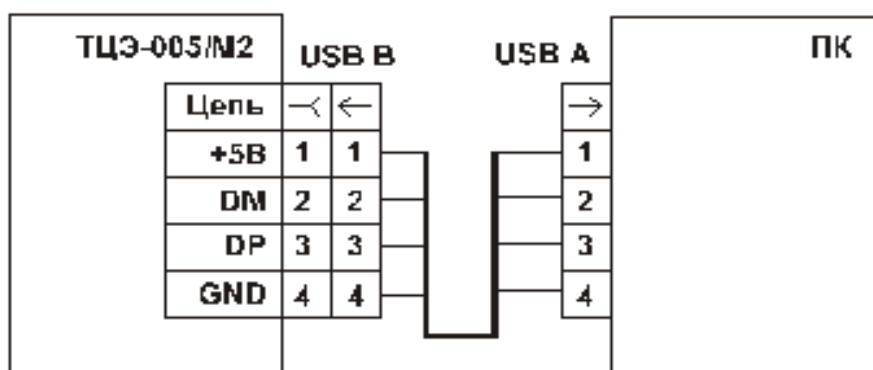 ТЦЭ-005/М2 USB B USB A ПК
Цепь
+5В 1 1 1
DM 2 2 2
DP 3 3 3
GND 4 4 4